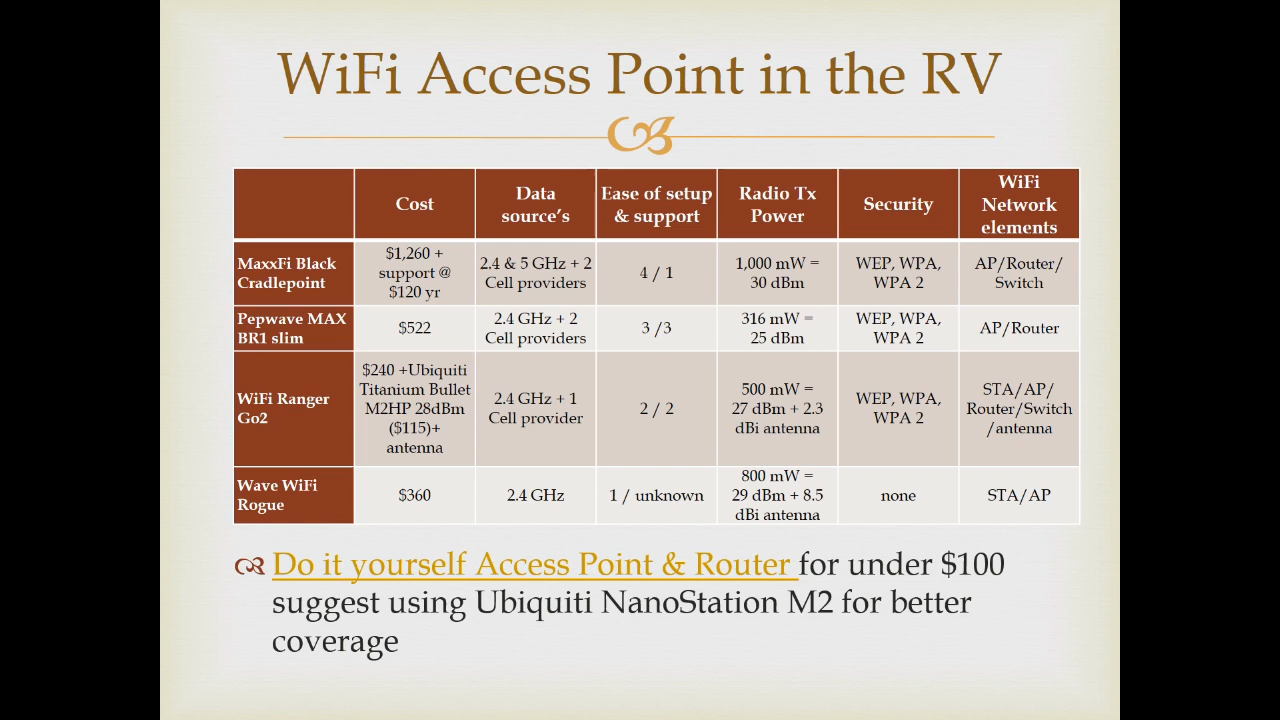 WiFi Access Point in the RV
Cost
Data
source's
Ease of setup
& support
Radio Tx
Power
Security
WiFi
Network
elements
MaxxFi Black
Cradlepoint
$1,260 +
support @
$120 yr
2.4 & 5 GHz + 2
Cell providers
4 / 1
1,000 mW =
30 dBm
WEP, WPA,
WPA 2
AP/Router/
Switch
Pepwave MAX
BR1 slim
$522
2.4 GHz + 2
Cell providers
3 /3
316 mW =
25 dBm
WEP, WPA,
WPA 2
AP/Router
WiFi Ranger
Go2
$240 +Ubiquiti
Titanium Bullet
M2HP 28dBm
($115)+
antenna
2.4 GHz + 1
Cell provider
2 / 2
500 mW =
27 dBm + 2.3
dBi antenna
WEP, WPA,
WPA 2
STA/AP/
Router/Switch
/antenna
Wave WiFi
Rogue
$360
2.4 GHz
1 / unknown
800 mW =
29 dBm + 8.5
dBi antenna
none
STA/AP
Do it yourself Access Point & Router for under $100
suggest using Ubiquiti NanoStation M2 for better
coverage